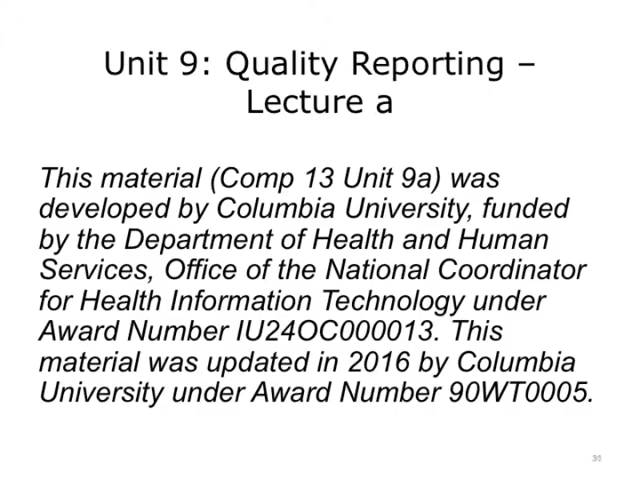 Unit 9: Quality Reporting –
Lecture a
This material (Comp 13 Unit 9a) was
developed by Columbia University, funded
by the Department of Health and Human
Services, Office of the National Coordinator
for Health Information Technology under
Award Number IU24OC000013. This
material was updated in 2016 by Columbia
University under Award Number 90WT0005.